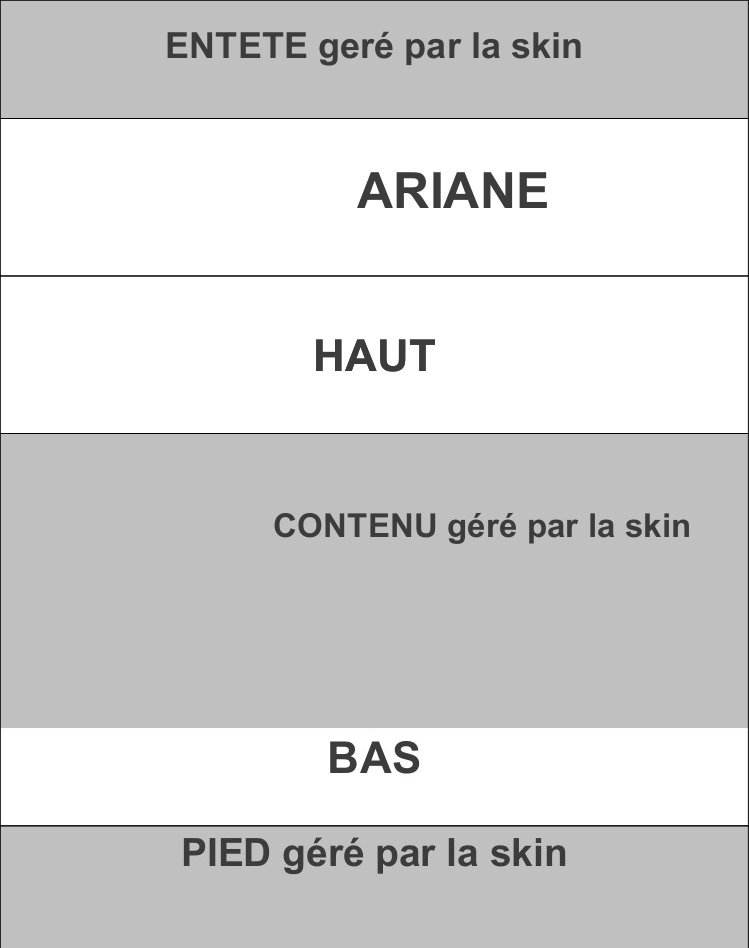 ENTETE geré par la skin
ARIANE
HAUT
CONTENU géré par la skin
BAS
PIED géré par la skin